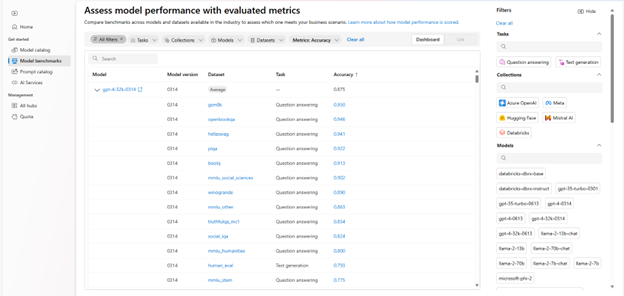 Home
Get started
Model catalog
Model benchmarks
Prompt catalog
AI Services
Management
All hubs
Quota
Assess model performance with evaluated metrics
Compare benchmarks across models and datasets available in the industry to assess which one meets your business scenario. Learn more about how model performance is scored.
All filters Tasks Collections Models Datasets Metrics: Accuracy Clear all Dashboard List
Search
Model Model version Dataset Task Accuracy ↑
gpt-4-32k-0314 0314 Average — 0.875
0314 gsm8k Question answering 0.950
0314 openbookqa Question answering 0.946
0314 hellaswag Question answering 0.941
0314 piqa Question answering 0.922
0314 boolq Question answering 0.913
0314 mmlu_social_sciences Question answering 0.902
0314 winogrande Question answering 0.890
0314 mmlu_other Question answering 0.863
0314 truthfulqa_mc1 Question answering 0.834
0314 social_iqa Question answering 0.824
0314 mmlu_humanities Question answering 0.800
0314 human_eval Text generation 0.793
0314 mmlu_stem Question answering 0.775
Filters Hide
Clear all
Tasks
Question answering Text generation
Collections
Azure OpenAI Meta
Hugging Face Mistral AI
Databricks
Models
databricks-dbrx-base
databricks-dbrx-instruct gpt-35-turbo-0301
gpt-35-turbo-0613 gpt-4-0314
gpt-4-0613 gpt-4-32k-0314
gpt-4-32k-0613 llama-2-13b-chat
llama-2-13b llama-2-70b-chat
llama-2-70b llama-2-7b-chat llama-2-7b
microsoft-phi-2